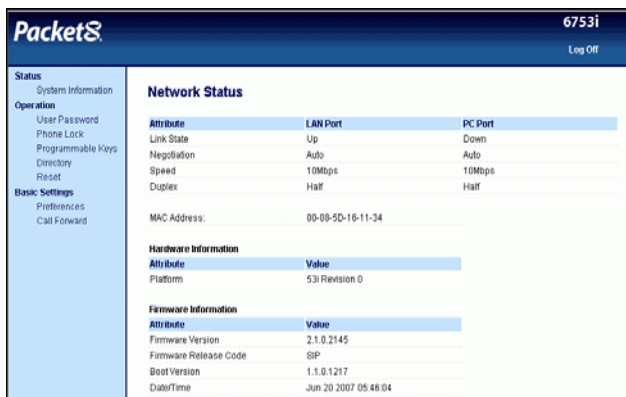 Packet8
6753i
Log Off
Status
System Information
Operation
User Password
Phone Lock
Programmable Keys
Directory
Reset
Basic Settings
Preferences
Call Forward
Network Status
Attribute LAN Port PC Port
Link State Up Down
Negotiation Auto Auto
Speed 10Mbps 10Mbps
Duplex Half Half
MAC Address: 00-08-5D-16-11-34
Hardware Information
Attribute Value
Platform 53i Revision 0
Firmware Information
Attribute Value
Firmware Version 2.1.0.2145
Firmware Release Code SIP
Boot Version 1.1.0.1217
Date/Time Jun 20 2007 05:46:04